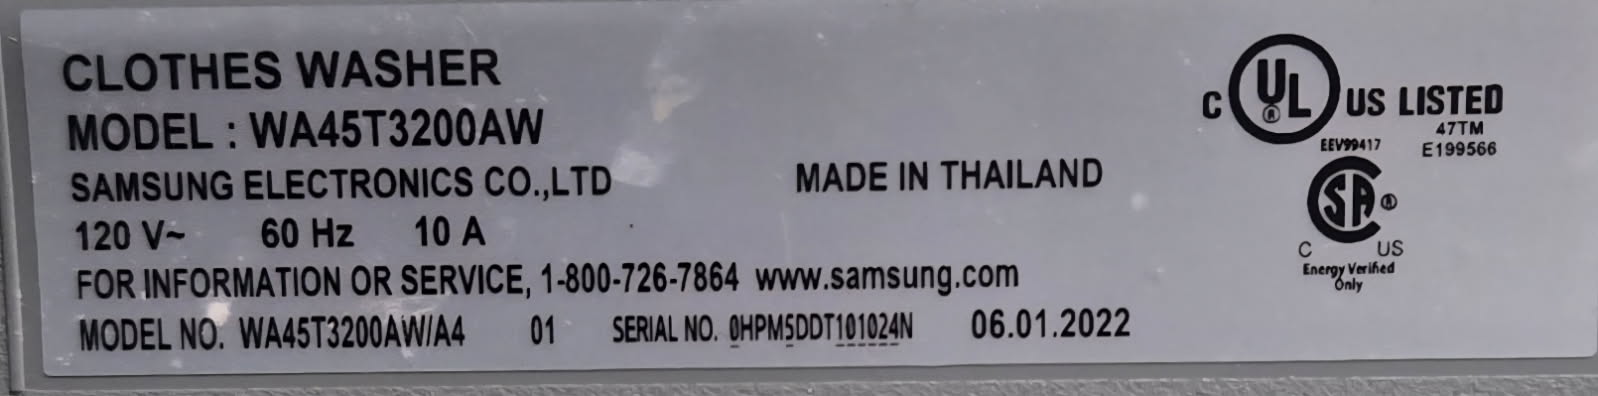 CLOTHES WASHER
MODEL : WA45T3200AW
SAMSUNG ELECTRONICS CO.,LTD
MADE IN THAILAND
120 V~ 60 Hz 10 A
FOR INFORMATION OR SERVICE, 1-800-726-7864 www.samsung.com
MODEL NO. WA45T3200AW/A4 01 SERIAL NO. 0HPM5DDT101024N 06.01.2022
C UL ® US LISTED
47TM
EEV99417 E199566
SA ®
C US
Energy Verified
Only